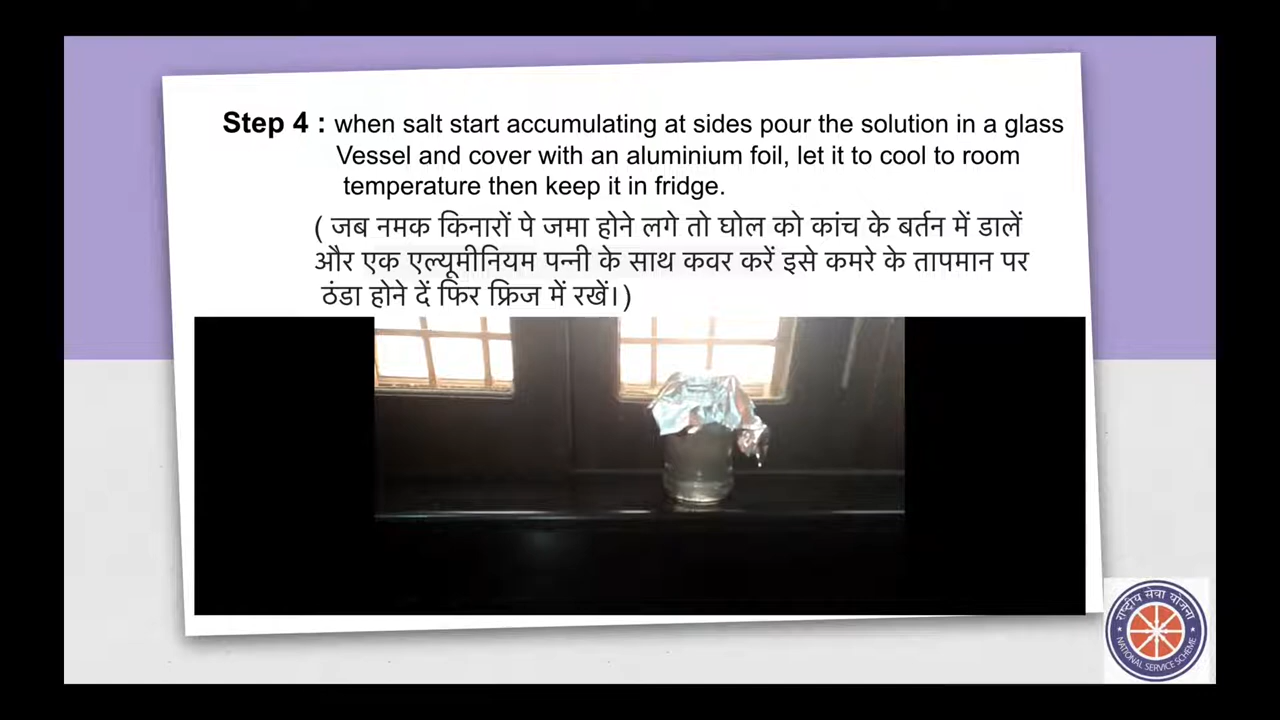 Step 4 : when salt start accumulating at sides pour the solution in a glass
Vessel and cover with an aluminium foil, let it to cool to room
temperature then keep it in fridge.
( जब नमक किनारों पे जमा होने लगे तो घोल को कांच के बर्तन में डालें
और एक एल्यूमीनियम पन्नी के साथ कवर करें इसे कमरे के तापमान पर
ठंडा होने दें फिर फ्रिज में रखें।)
राष्ट्रीय सेवा योजना
NATIONAL SERVICE SCHEME